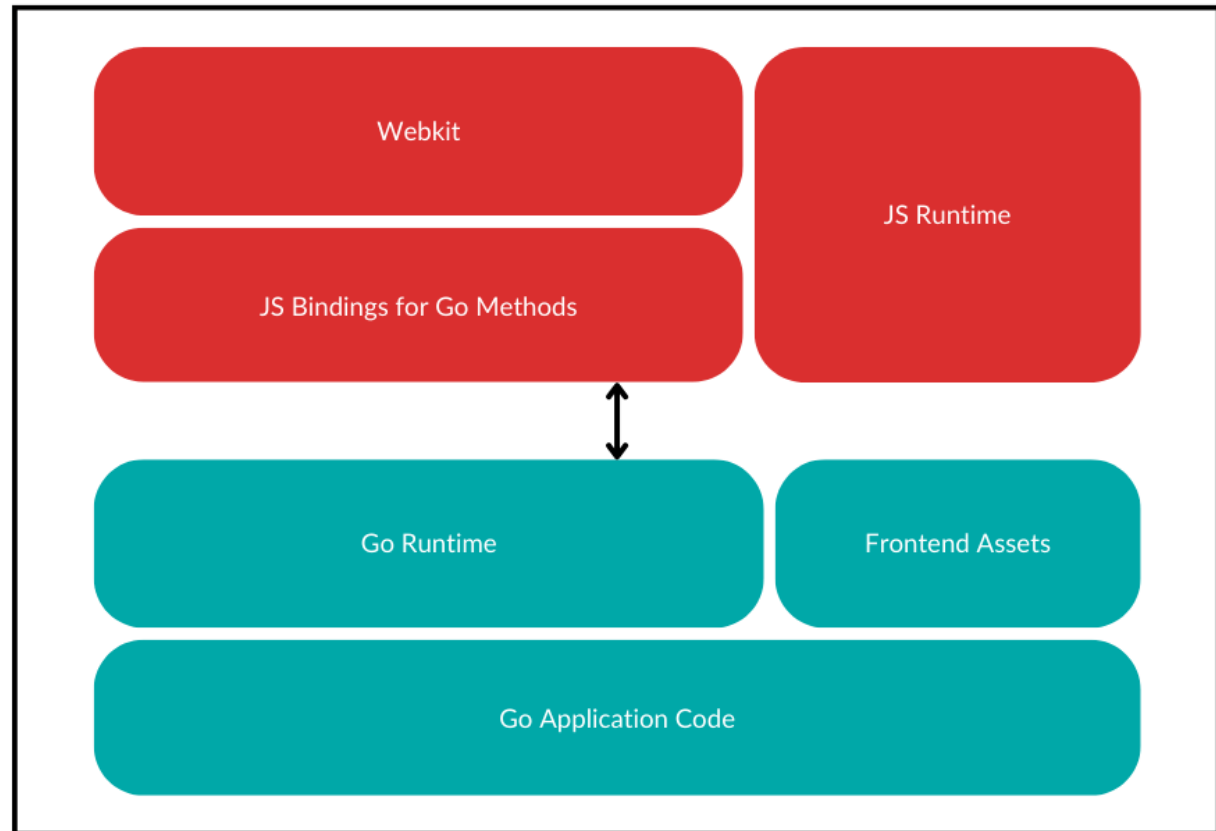 Webkit
JS Runtime
JS Bindings for Go Methods
Go Runtime
Frontend Assets
Go Application Code